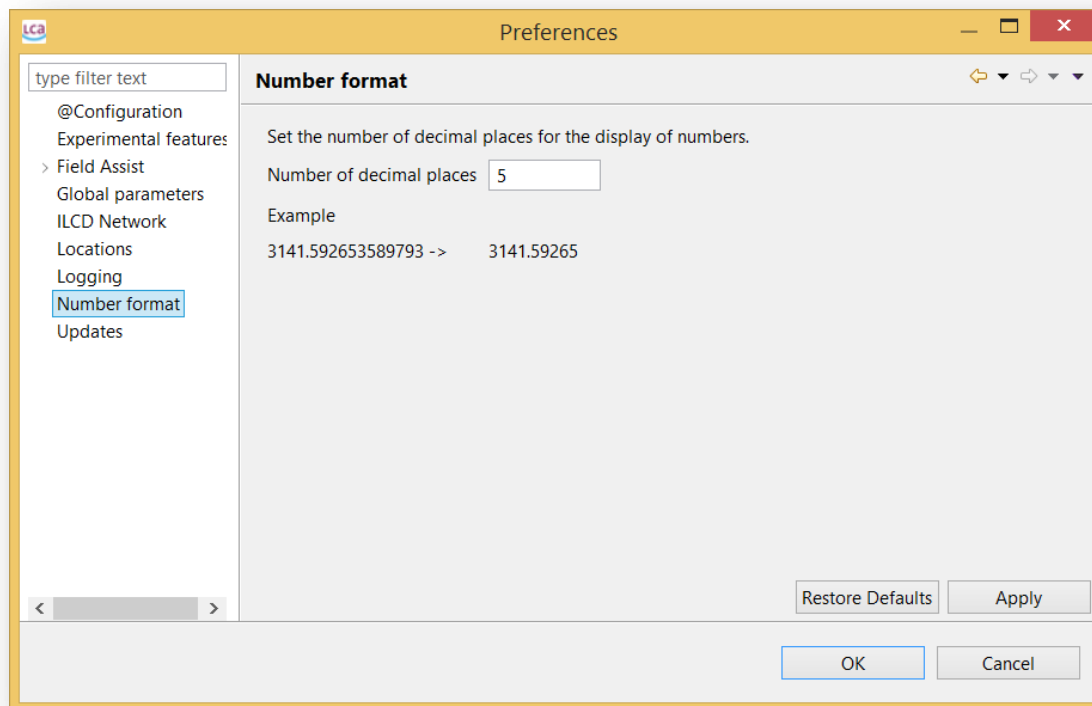 LCa
Preferences
type filter text
@Configuration
Experimental features
Field Assist
Global parameters
ILCD Network
Locations
Logging
Number format
Updates
Number format
Set the number of decimal places for the display of numbers.
Number of decimal places 5
Example
3141.592653589793 -> 3141.59265
Restore Defaults Apply
OK Cancel